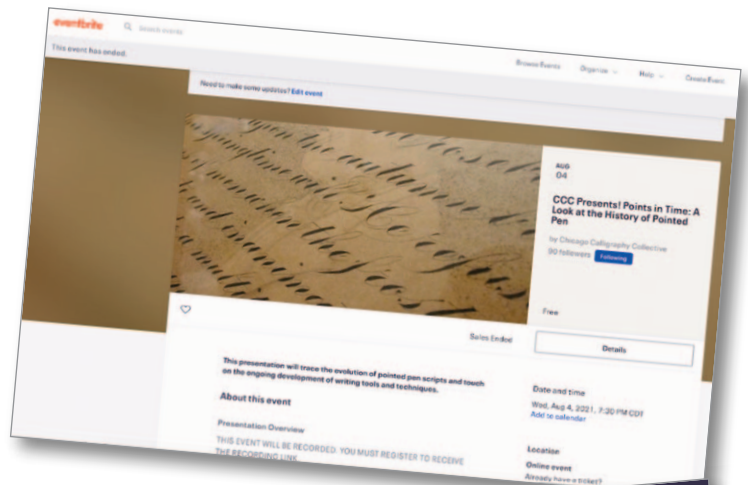 eventbrite
Search events
Browse Events
Organize
Help
Create Event
This event has ended.
Need to make some updates? Edit event
AUG
04
CCC Presents! Points in Time: A
Look at the History of Pointed
Pen
by Chicago Calligraphy Collective
90 followers Following
Free
Sales Ended
Details
This presentation will trace the evolution of pointed pen scripts and touch
on the ongoing development of writing tools and techniques.
About this event
Presentation Overview
THIS EVENT WILL BE RECORDED. YOU MUST REGISTER TO RECEIVE
THE RECORDING LINK
Date and time
Wed, Aug 4, 2021, 7:30 PM CDT
Add to calendar
Location
Online event
Already have a ticket?